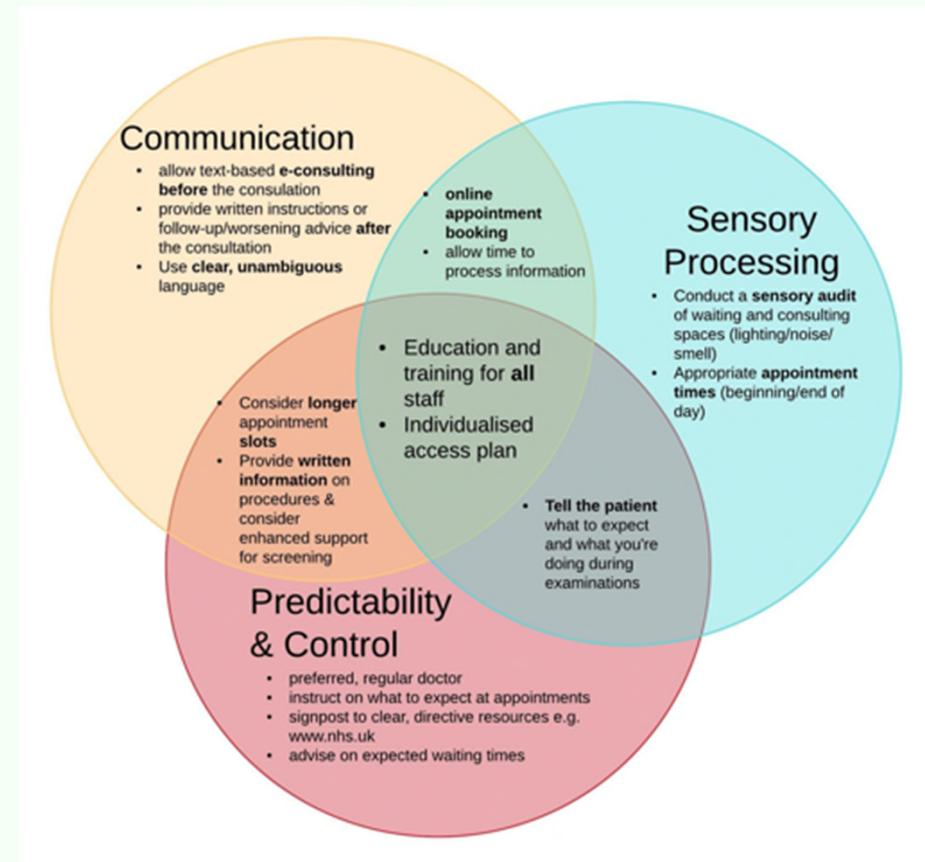 Communication
• allow text-based e-consulting
before the consulation
• provide written instructions or
follow-up/worsening advice after
the consultation
• Use clear, unambiguous
language
• online
appointment
booking
• allow time to
process information
Sensory
Processing
• Conduct a sensory audit
of waiting and consulting
spaces (lighting/noise/
smell)
• Appropriate appointment
times (beginning/end of
day)
• Education and
training for all
staff
• Individualised
access plan
• Consider longer
appointment
slots
• Provide written
information on
procedures &
consider
enhanced support
for screening
• Tell the patient
what to expect
and what you're
doing during
examinations
Predictability
& Control
• preferred, regular doctor
• instruct on what to expect at appointments
• signpost to clear, directive resources e.g.
www.nhs.uk
• advise on expected waiting times